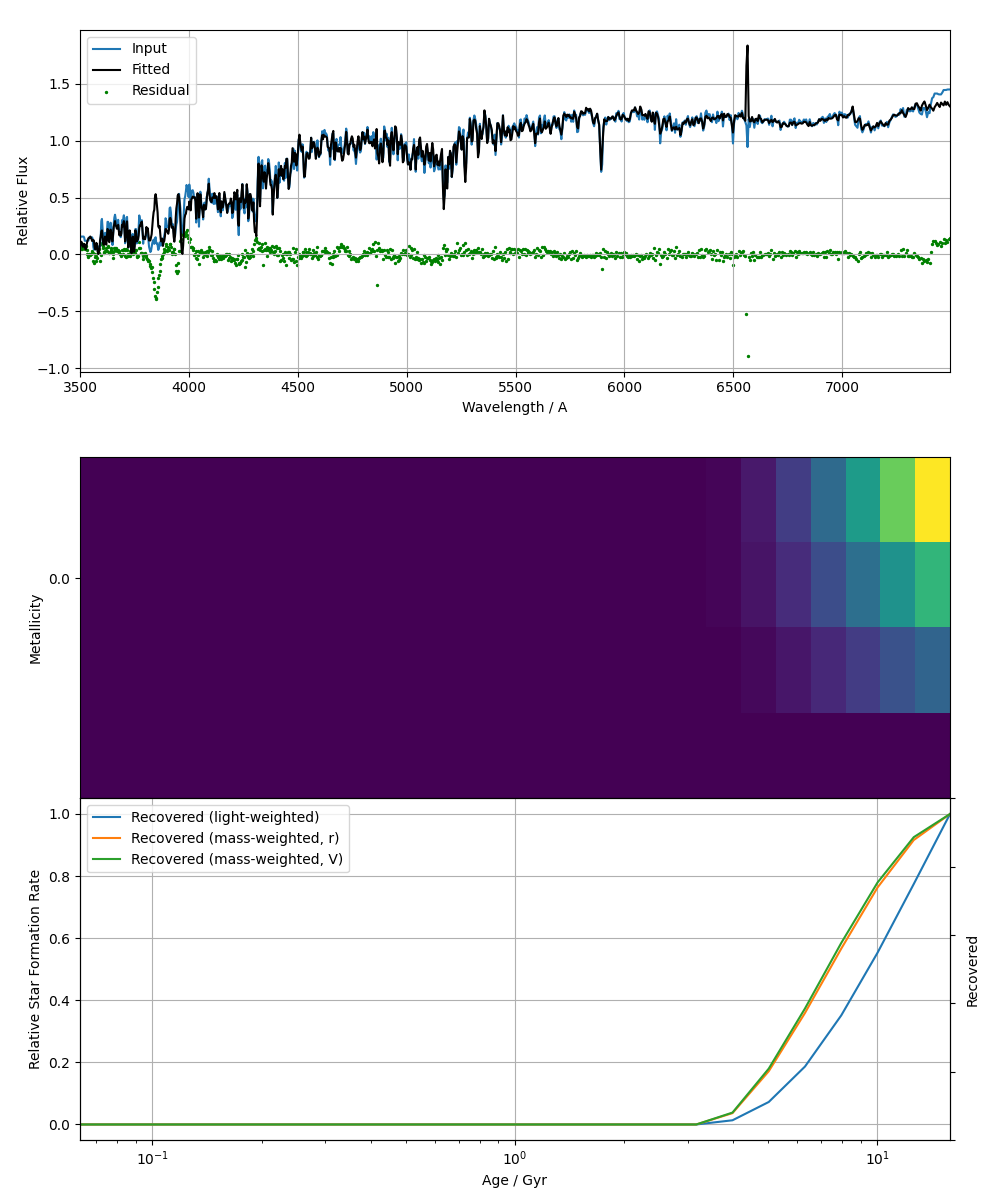 Input
Fitted
Residual
1.5
1.0
0.5
0.0
−0.5
−1.0
Relative Flux
3500 4000 4500 5000 5500 6000 6500 7000
Wavelength / A
0.0
Metallicity
Recovered (light-weighted)
Recovered (mass-weighted, r)
Recovered (mass-weighted, V)
1.0
0.8
0.6
0.4
0.2
0.0
Relative Star Formation Rate
Recovered
10⁻¹ 10⁰ 10¹
Age / Gyr